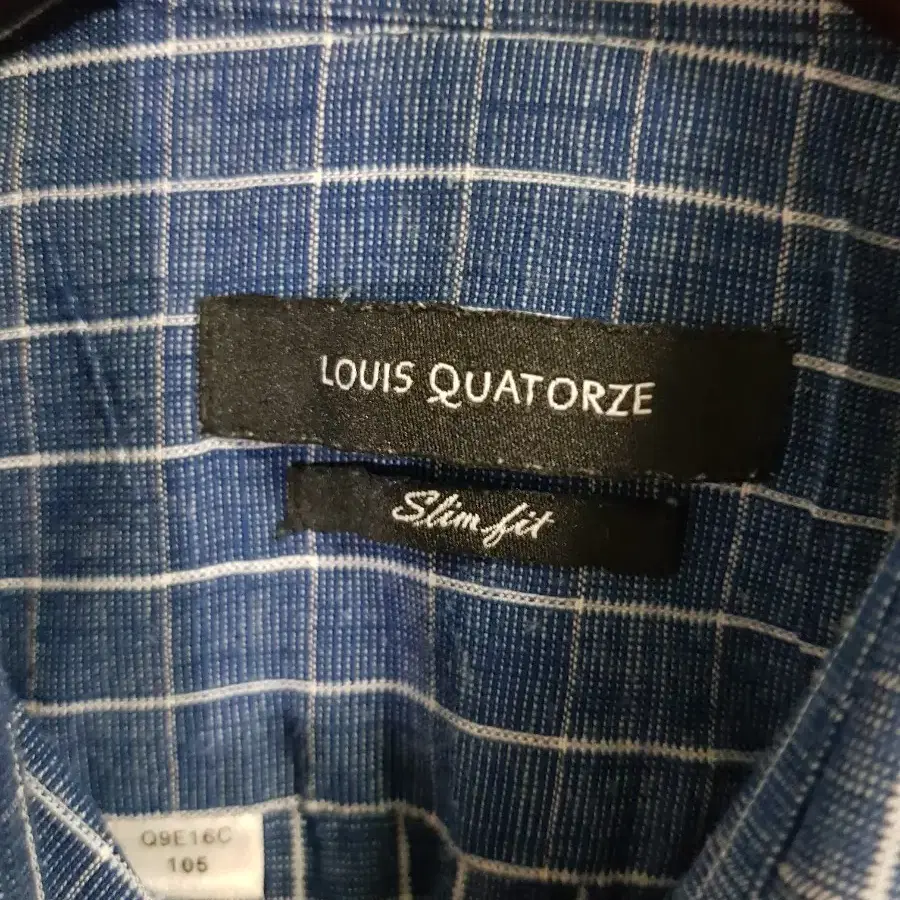 LOUIS QUATORZE
Slim fit
Q9E16C
105